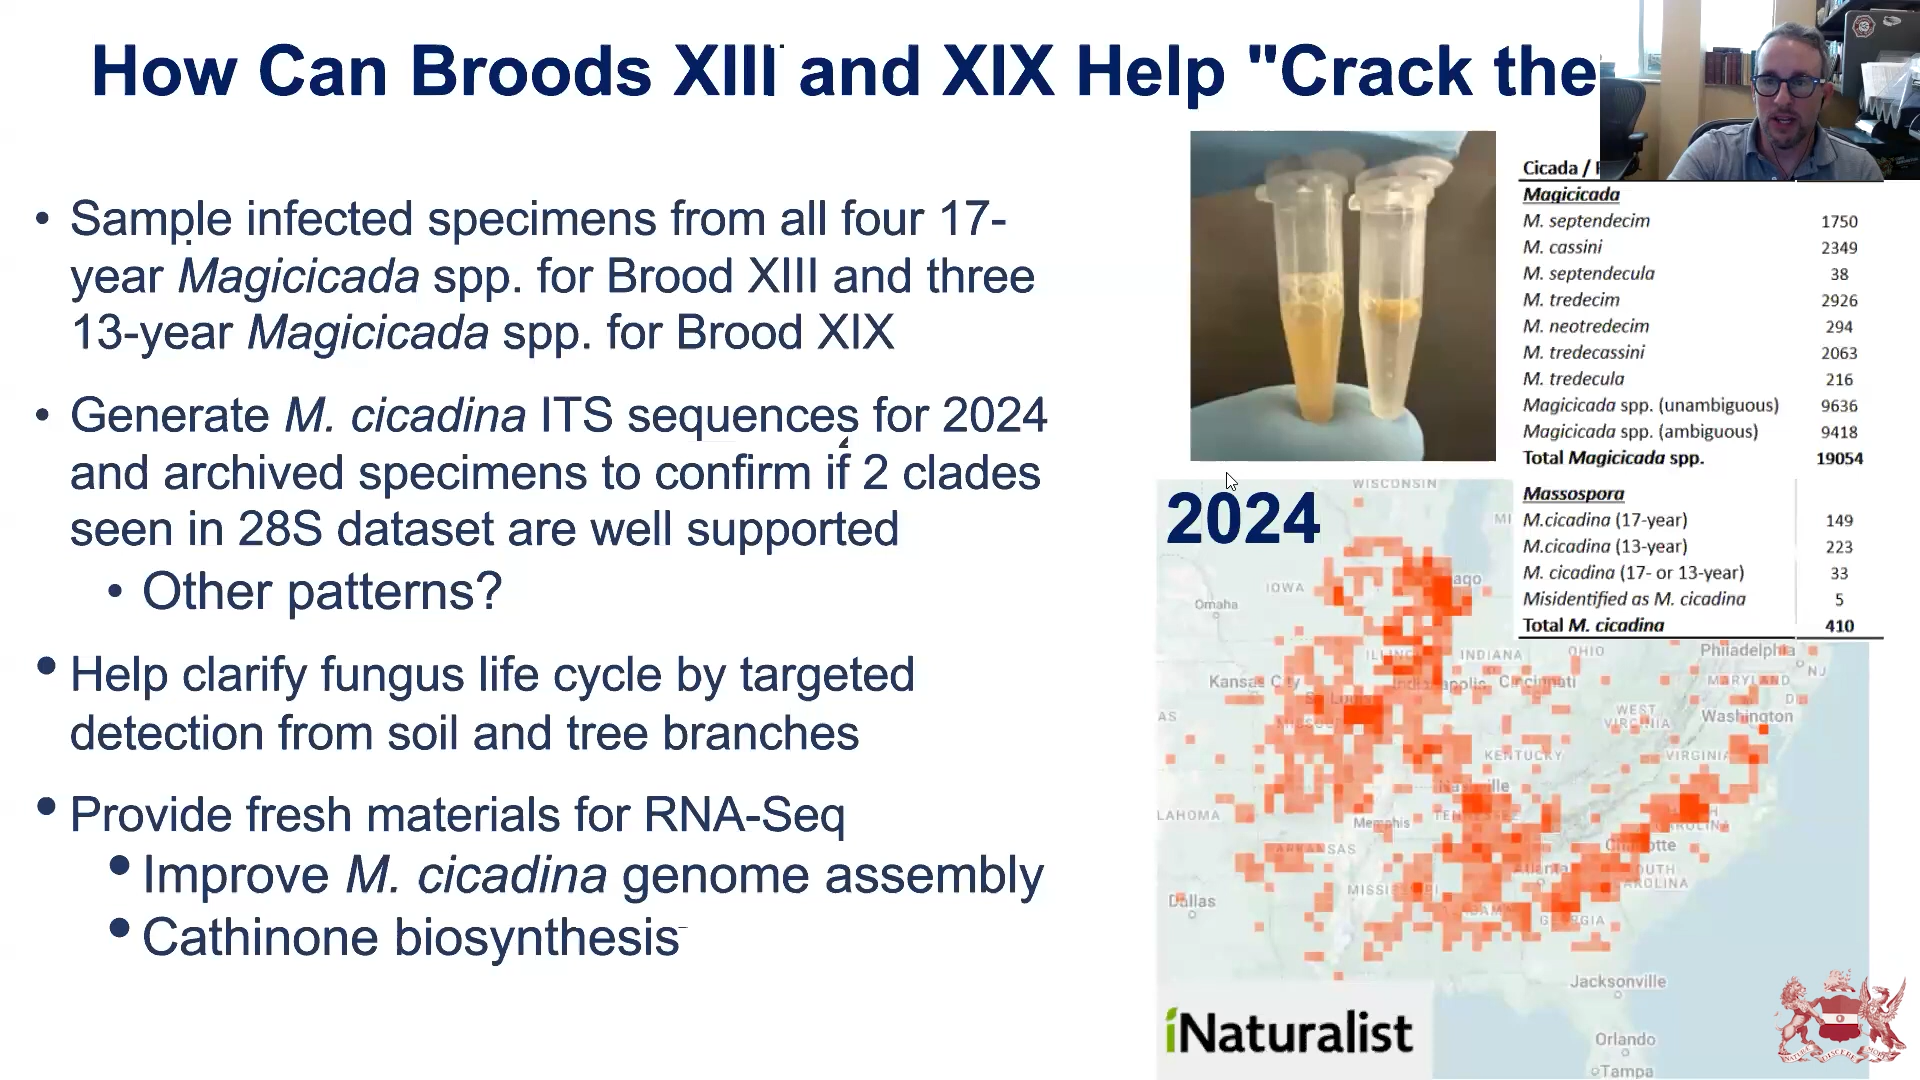 How Can Broods XIII and XIX Help "Crack the
• Sample infected specimens from all four 17-
year Magicicada spp. for Brood XIII and three
13-year Magicicada spp. for Brood XIX
• Generate M. cicadina ITS sequences for 2024
and archived specimens to confirm if 2 clades
seen in 28S dataset are well supported
• Other patterns?
• Help clarify fungus life cycle by targeted
detection from soil and tree branches
• Provide fresh materials for RNA-Seq
• Improve M. cicadina genome assembly
• Cathinone biosynthesis
Cicada /
Magicicada
M. septendecim 1750
M. cassini 2349
M. septendecula 38
M. tredecim 2926
M. neotredecim 294
M. tredecassini 2063
M. tredecula 216
Magicicada spp. (unambiguous) 9636
Magicicada spp. (ambiguous) 9418
Total Magicicada spp. 19054
Massospora
M.cicadina (17-year) 149
M.cicadina (13-year) 223
M. cicadina (17- or 13-year) 33
Misidentified as M. cicadina 5
Total M. cicadina 410
2024
WISCONSIN
MI
IOWA
ago
Omaha
ILLINOIS
INDIANA
OHIO
Philadelphia
NJ
Kansas City
St Louis
Indianapolis
Cincinnati
MARYLAND
D
AS
MISSOURI
WEST
VIRGINIA
Washington
KENTUCKY
VIRGINIA
Nashville
LAHOMA
Memphis
TENNESSEE
H
ROLINA
Charlotte
ARKANSAS
Atlanta
OUTH
CAROLINA
MISSISSIPPI
Dallas
ALABAMA
GEORGIA
Jacksonville
Orlando
Tampa
iNaturalist